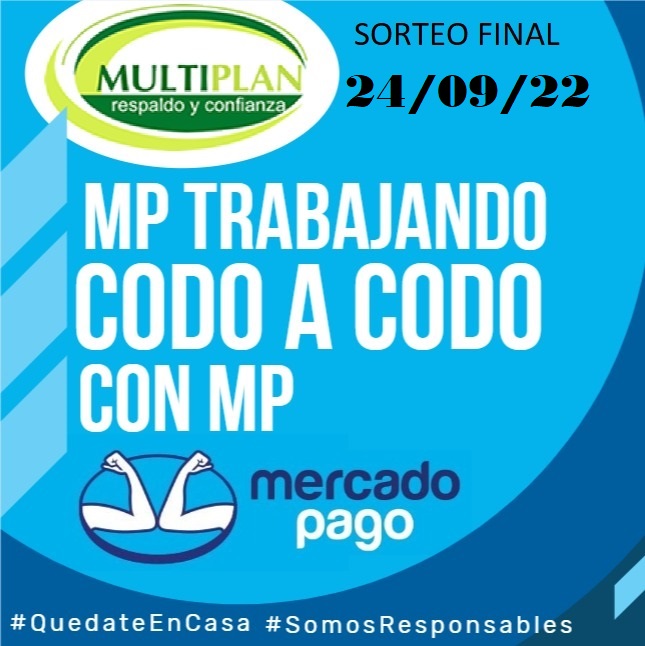 MULTIPLAN
respaldo y confianza
SORTEO FINAL
24/09/22
MP TRABAJANDO
CODO A CODO
CON MP
mercado
pago
#QuedateEnCasa #SomosResponsables